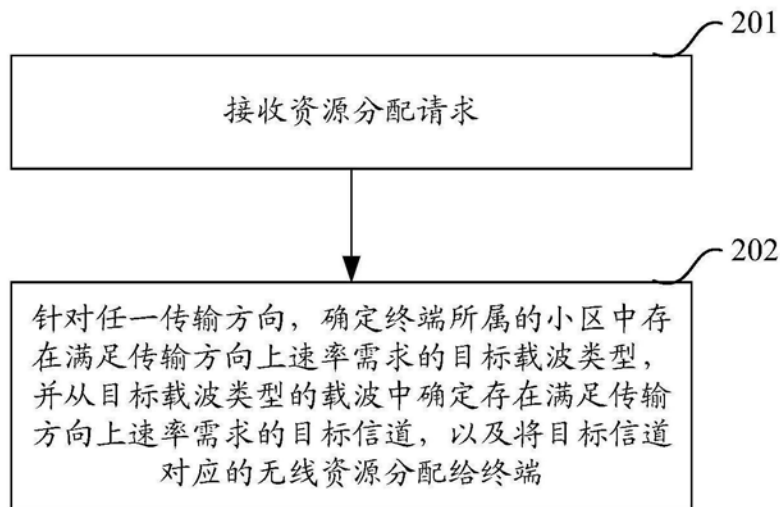 201
接收资源分配请求
202
针对任一传输方向，确定终端所属的小区中存
在满足传输方向上速率需求的目标载波类型，
并从目标载波类型的载波中确定存在满足传输
方向上速率需求的目标信道，以及将目标信道
对应的无线资源分配给终端